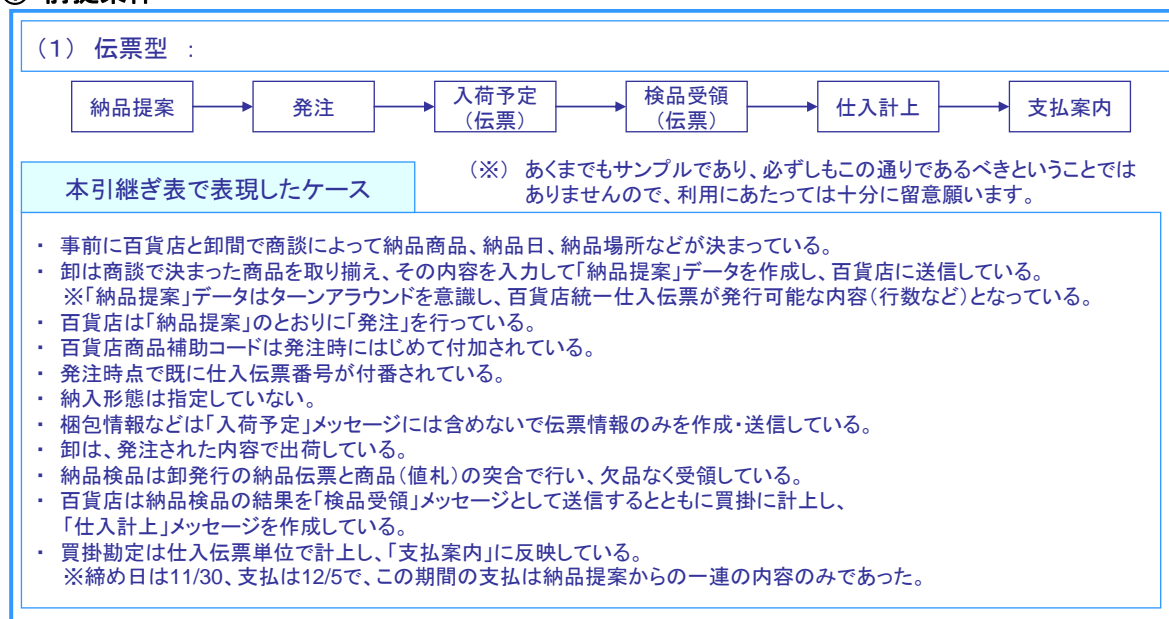 （１） 伝票型 ：
納品提案
発注
入荷予定
（伝票）
検品受領
（伝票）
仕入計上
支払案内
本引継ぎ表で表現したケース
（※） あくまでもサンプルであり、必ずしもこの通りであるべきということでは
ありませんので、利用にあたっては十分に留意願います。
・ 事前に百貨店と卸間で商談によって納品商品、納品日、納品場所などが決まっている。
・ 卸は商談で決まった商品を取り揃え、その内容を入力して「納品提案」データを作成し、百貨店に送信している。
※「納品提案」データはターンアラウンドを意識し、百貨店統一仕入伝票が発行可能な内容（行数など）となっている。
・ 百貨店は「納品提案」のとおりに「発注」を行っている。
・ 百貨店商品補助コードは発注時にはじめて付加されている。
・ 発注時点で既に仕入伝票番号が付番されている。
・ 納入形態は指定していない。
・ 梱包情報などは「入荷予定」メッセージには含めないで伝票情報のみを作成・送信している。
・ 卸は、発注された内容で出荷している。
・ 納品検品は卸発行の納品伝票と商品（値札）の突合で行い、欠品なく受領している。
・ 百貨店は納品検品の結果を「検品受領」メッセージとして送信するとともに買掛に計上し、
「仕入計上」メッセージを作成している。
・ 買掛勘定は仕入伝票単位で計上し、「支払案内」に反映している。
※締め日は11/30、支払は12/5で、この期間の支払は納品提案からの一連の内容のみであった。